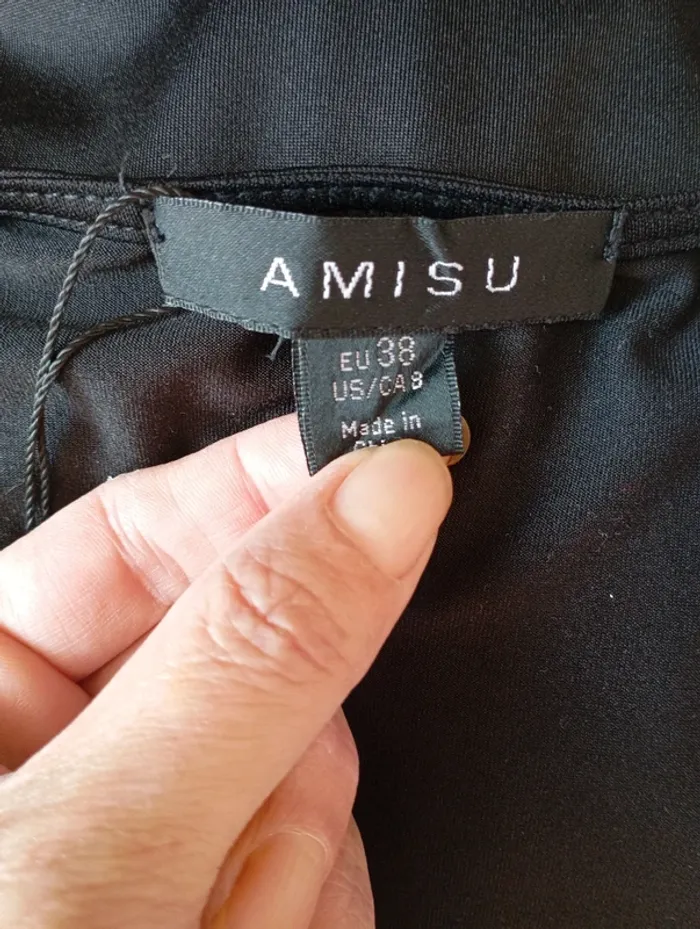 AMISU
EU 38
US/CA 8
Made in